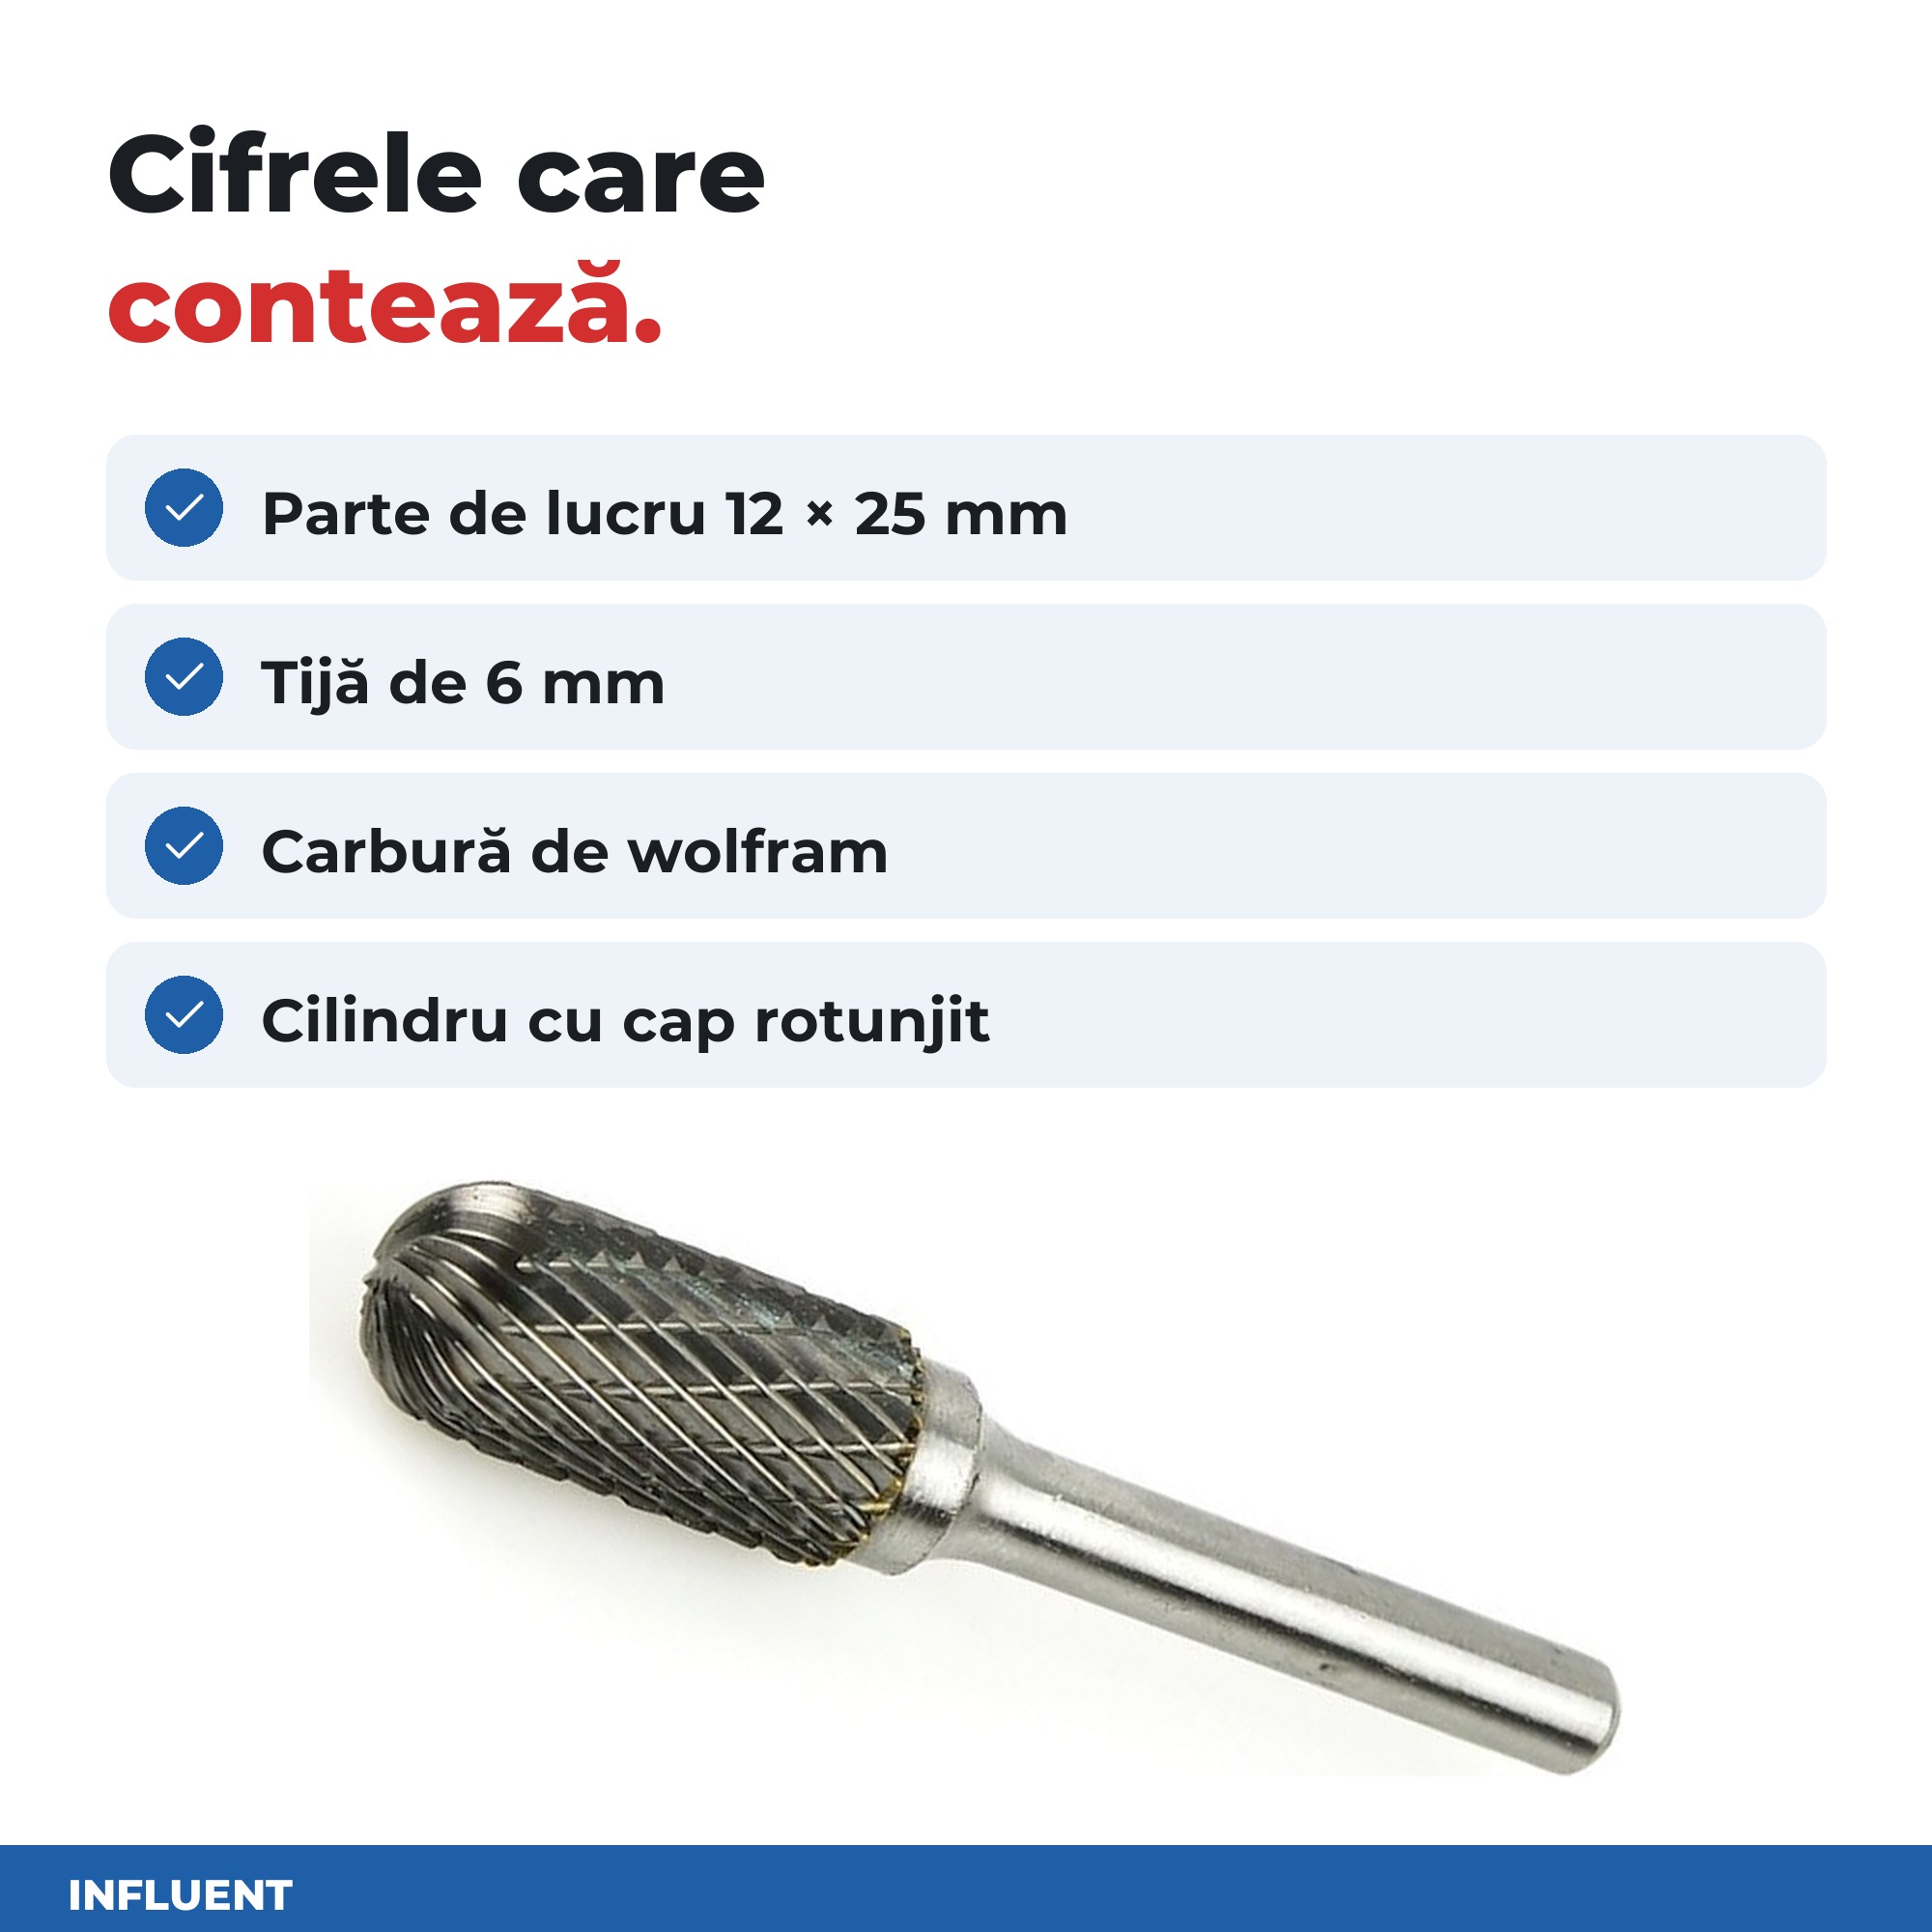 Cifrele care
contează.
Parte de lucru 12 × 25 mm
Tijă de 6 mm
Carbură de wolfram
Cilindru cu cap rotunjit
INFLUENT